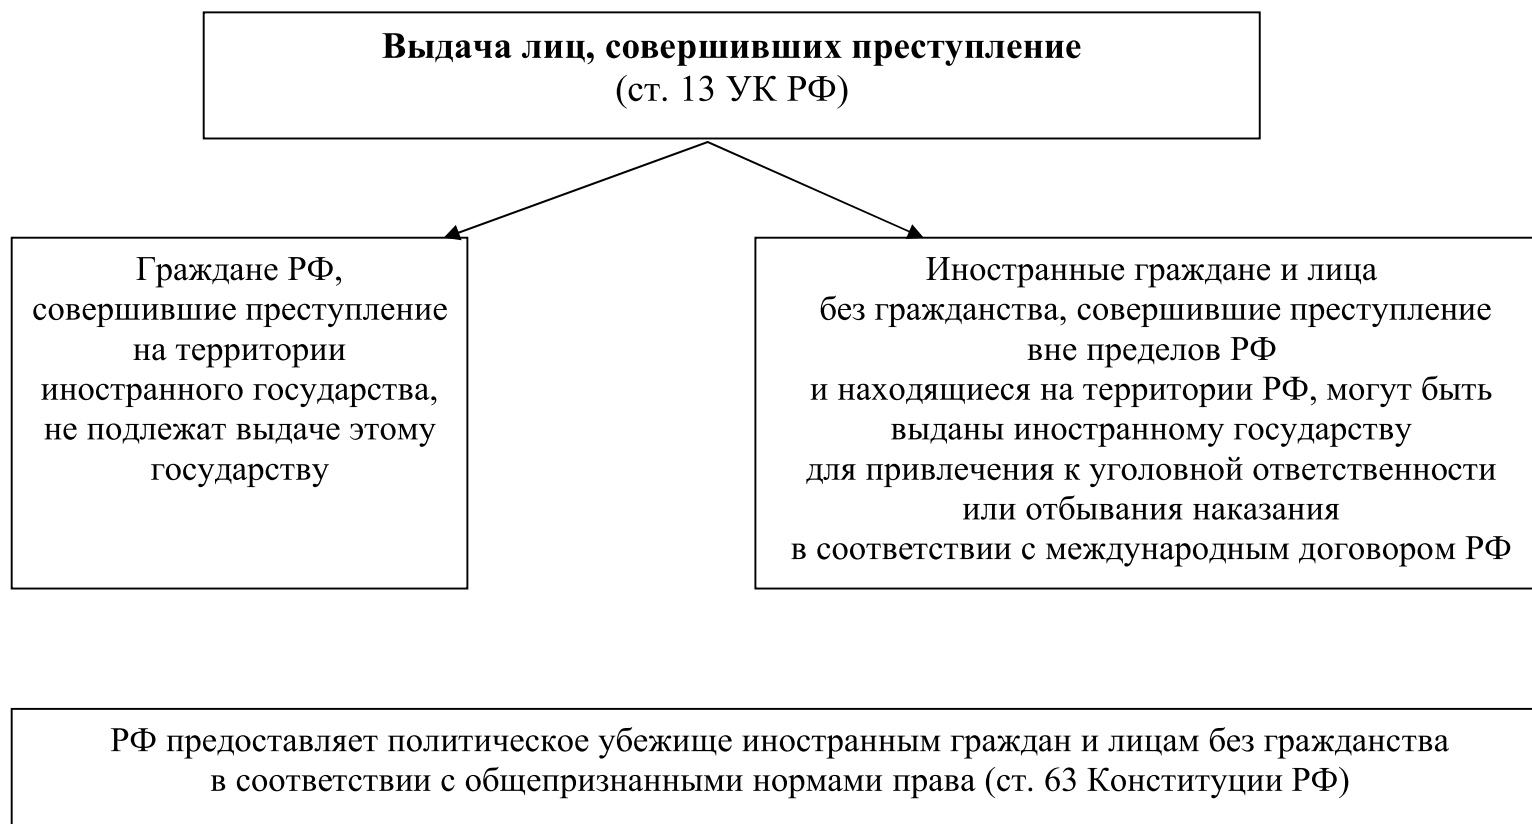 Выдача лиц, совершивших преступление
(ст. 13 УК РФ)
Граждане РФ,
совершившие преступление
на территории
иностранного государства,
не подлежат выдаче этому
государству
Иностранные граждане и лица
без гражданства, совершившие преступление
вне пределов РФ
и находящиеся на территории РФ, могут быть
выданы иностранному государству
для привлечения к уголовной ответственности
или отбывания наказания
в соответствии с международным договором РФ
РФ предоставляет политическое убежище иностранным граждан и лицам без гражданства
в соответствии с общепризнанными нормами права (ст. 63 Конституции РФ)